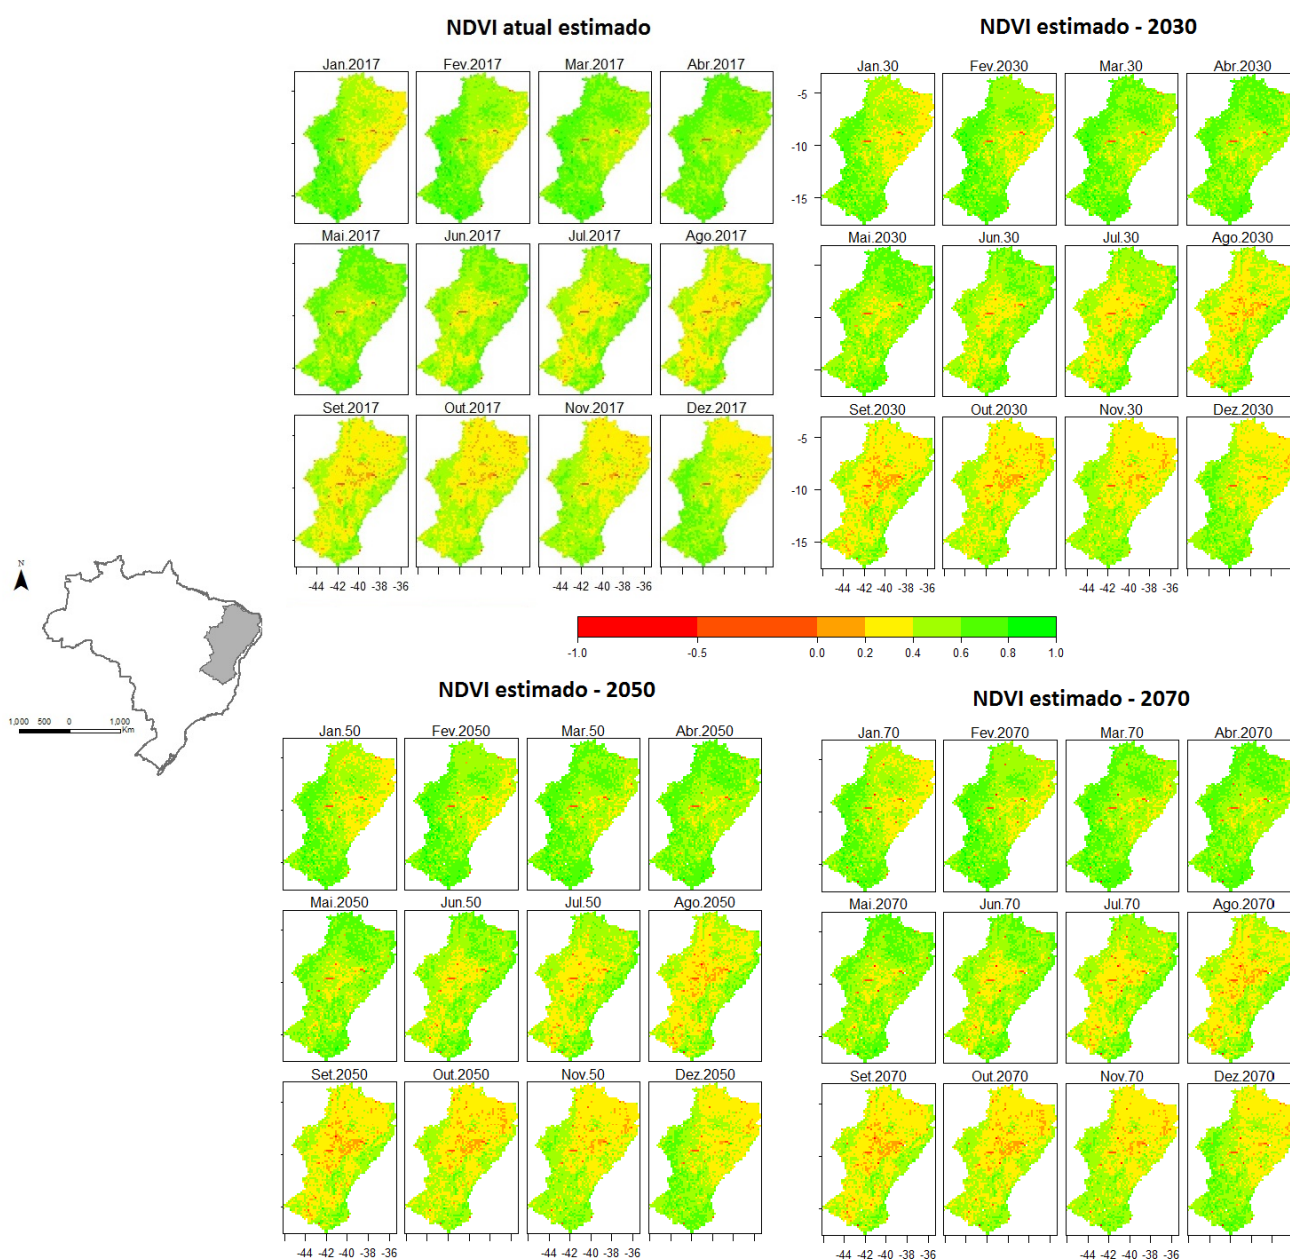 NDVI atual estimado
Jan.2017 Fev.2017 Mar.2017 Abr.2017
Mai.2017 Jun.2017 Jul.2017 Ago.2017
Set.2017 Out.2017 Nov.2017 Dez.2017
-44 -42 -40 -38 -36
NDVI estimado - 2030
Jan.30 Fev.2030 Mar.30 Abr.2030
-5
-10
-15
Mai.2030 Jun.30 Jul.30 Ago.2030
Set.2030 Out.2030 Nov.30 Dez.2030
-5
-10
-15
-44 -42 -40 -38 -36
-44 -42 -40 -38 -36
N
1,000 500 0 1,000
Km
-1.0 -0.5 0.0 0.2 0.4 0.6 0.8 1.0
NDVI estimado - 2050
Jan.50 Fev.2050 Mar.50 Abr.2050
Mai.2050 Jun.50 Jul.50 Ago.2050
Set.2050 Out.2050 Nov.50 Dez.2050
-44 -42 -40 -38 -36
-44 -42 -40 -38 -36
NDVI estimado - 2070
Jan.70 Fev.2070 Mar.70 Abr.2070
Mai.2070 Jun.70 Jul.70 Ago.2070
Set.2070 Out.2070 Nov.70 Dez.2070
-44 -42 -40 -38 -36
-44 -42 -40 -38 -36